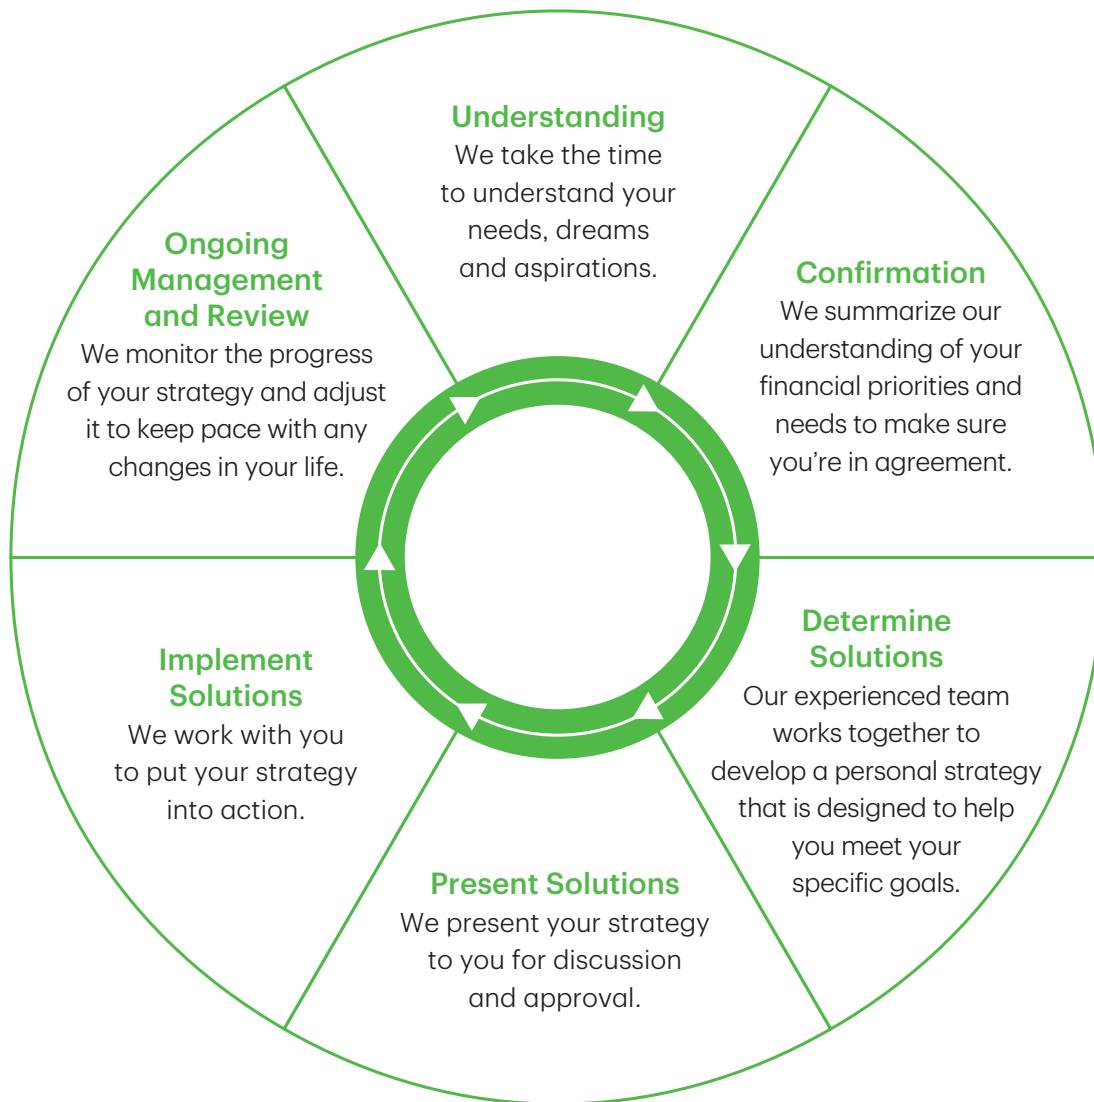 Understanding
We take the time
to understand your
needs, dreams
and aspirations.
Confirmation
We summarize our
understanding of your
financial priorities and
needs to make sure
you’re in agreement.
Determine
Solutions
Our experienced team
works together to
develop a personal strategy
that is designed to help
you meet your
specific goals.
Present Solutions
We present your strategy
to you for discussion
and approval.
Implement
Solutions
We work with you
to put your strategy
into action.
Ongoing
Management
and Review
We monitor the progress
of your strategy and adjust
it to keep pace with any
changes in your life.